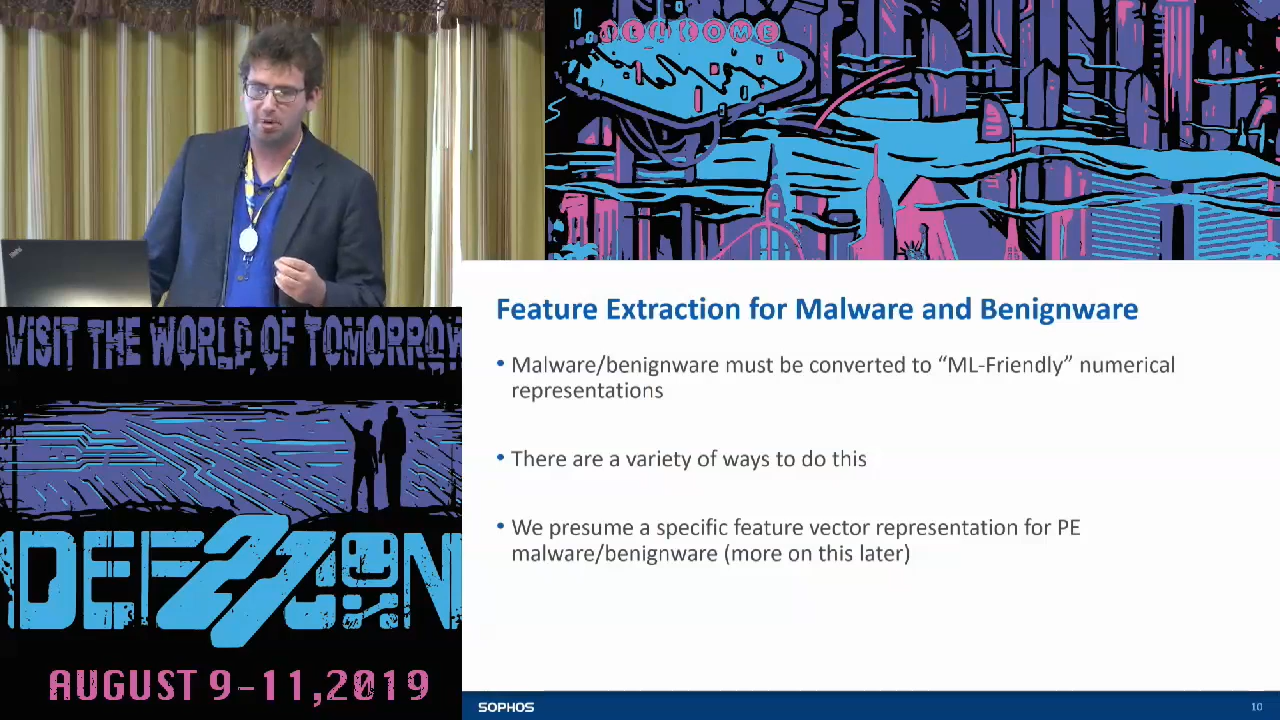 WELCOME
Feature Extraction for Malware and Benignware
• Malware/benignware must be converted to “ML-Friendly” numerical
representations
• There are a variety of ways to do this
• We presume a specific feature vector representation for PE
malware/benignware (more on this later)
VISIT THE WORLD OF TOMORROW
DEF CON
27
AUGUST 9-11,2019
SOPHOS
10